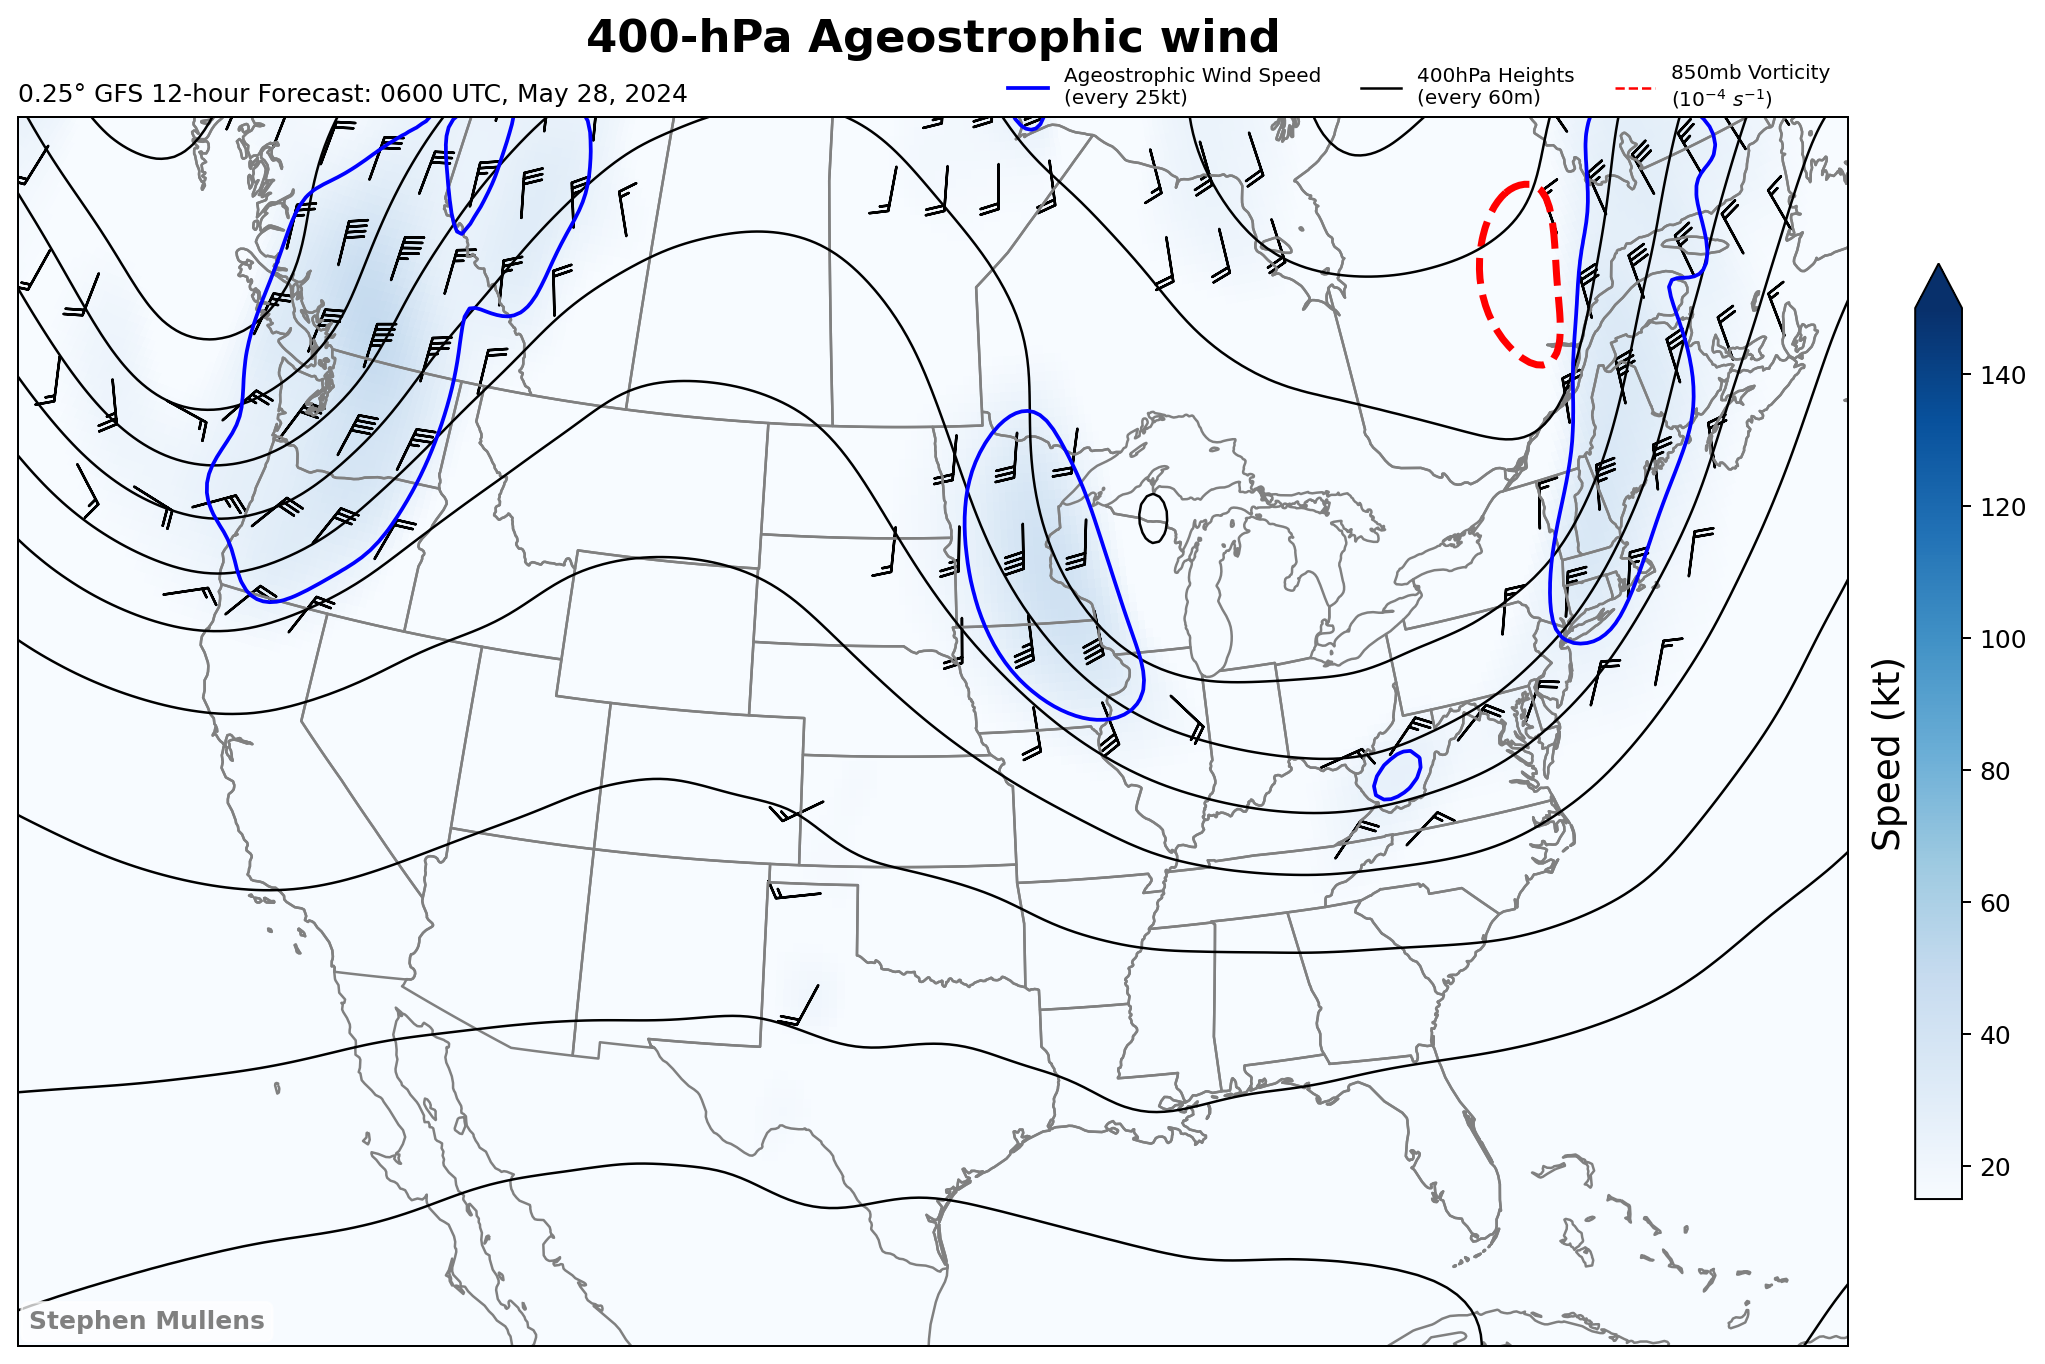 400-hPa Ageostrophic wind
0.25° GFS 12-hour Forecast: 0600 UTC, May 28, 2024
Ageostrophic Wind Speed
(every 25kt)
400hPa Heights
(every 60m)
850mb Vorticity
(10⁻⁴ s⁻¹)
140
120
100
80
60
40
20
Speed (kt)
Stephen Mullens